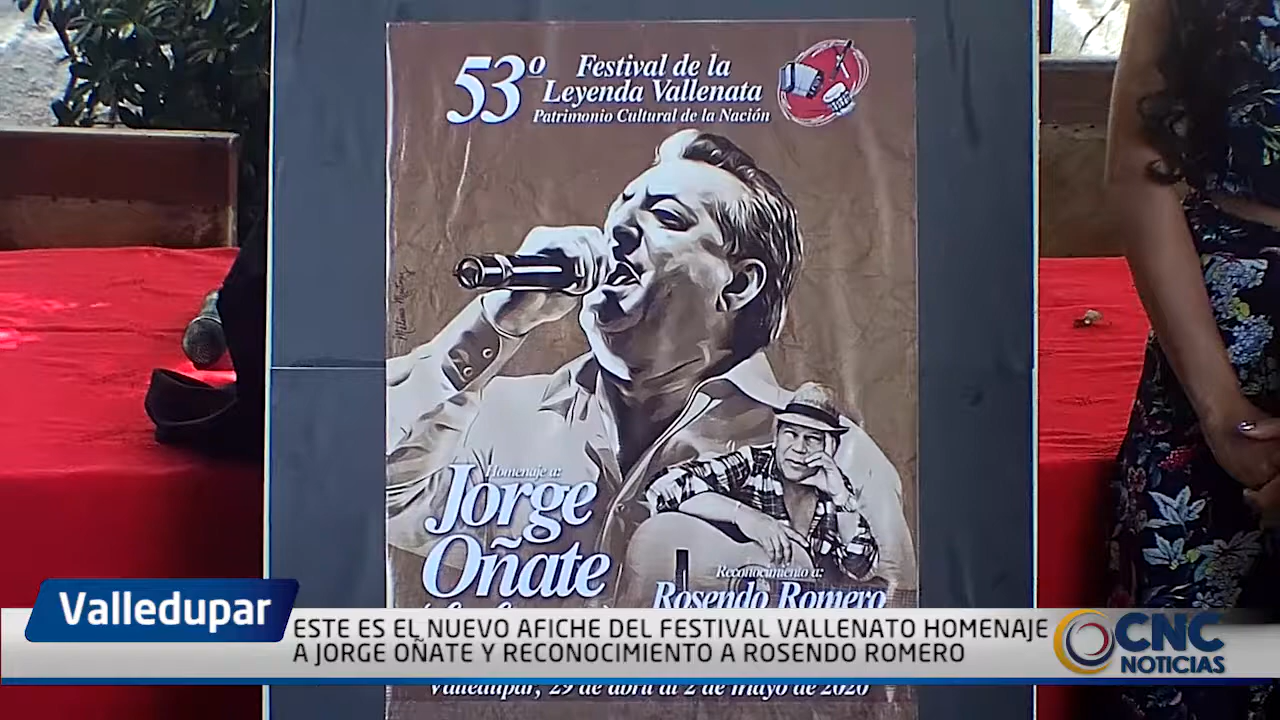 53º Festival de la
Leyenda Vallenata
Patrimonio Cultural de la Nación
Homenaje a:
Jorge
Oñate
Reconocimiento a:
Rosendo Romero
Valledupar
ESTE ES EL NUEVO AFICHE DEL FESTIVAL VALLENATO HOMENAJE
A JORGE OÑATE Y RECONOCIMIENTO A ROSENDO ROMERO
CNC
NOTICIAS
Valledupar, 29 de abril al 2 de mayo de 2020